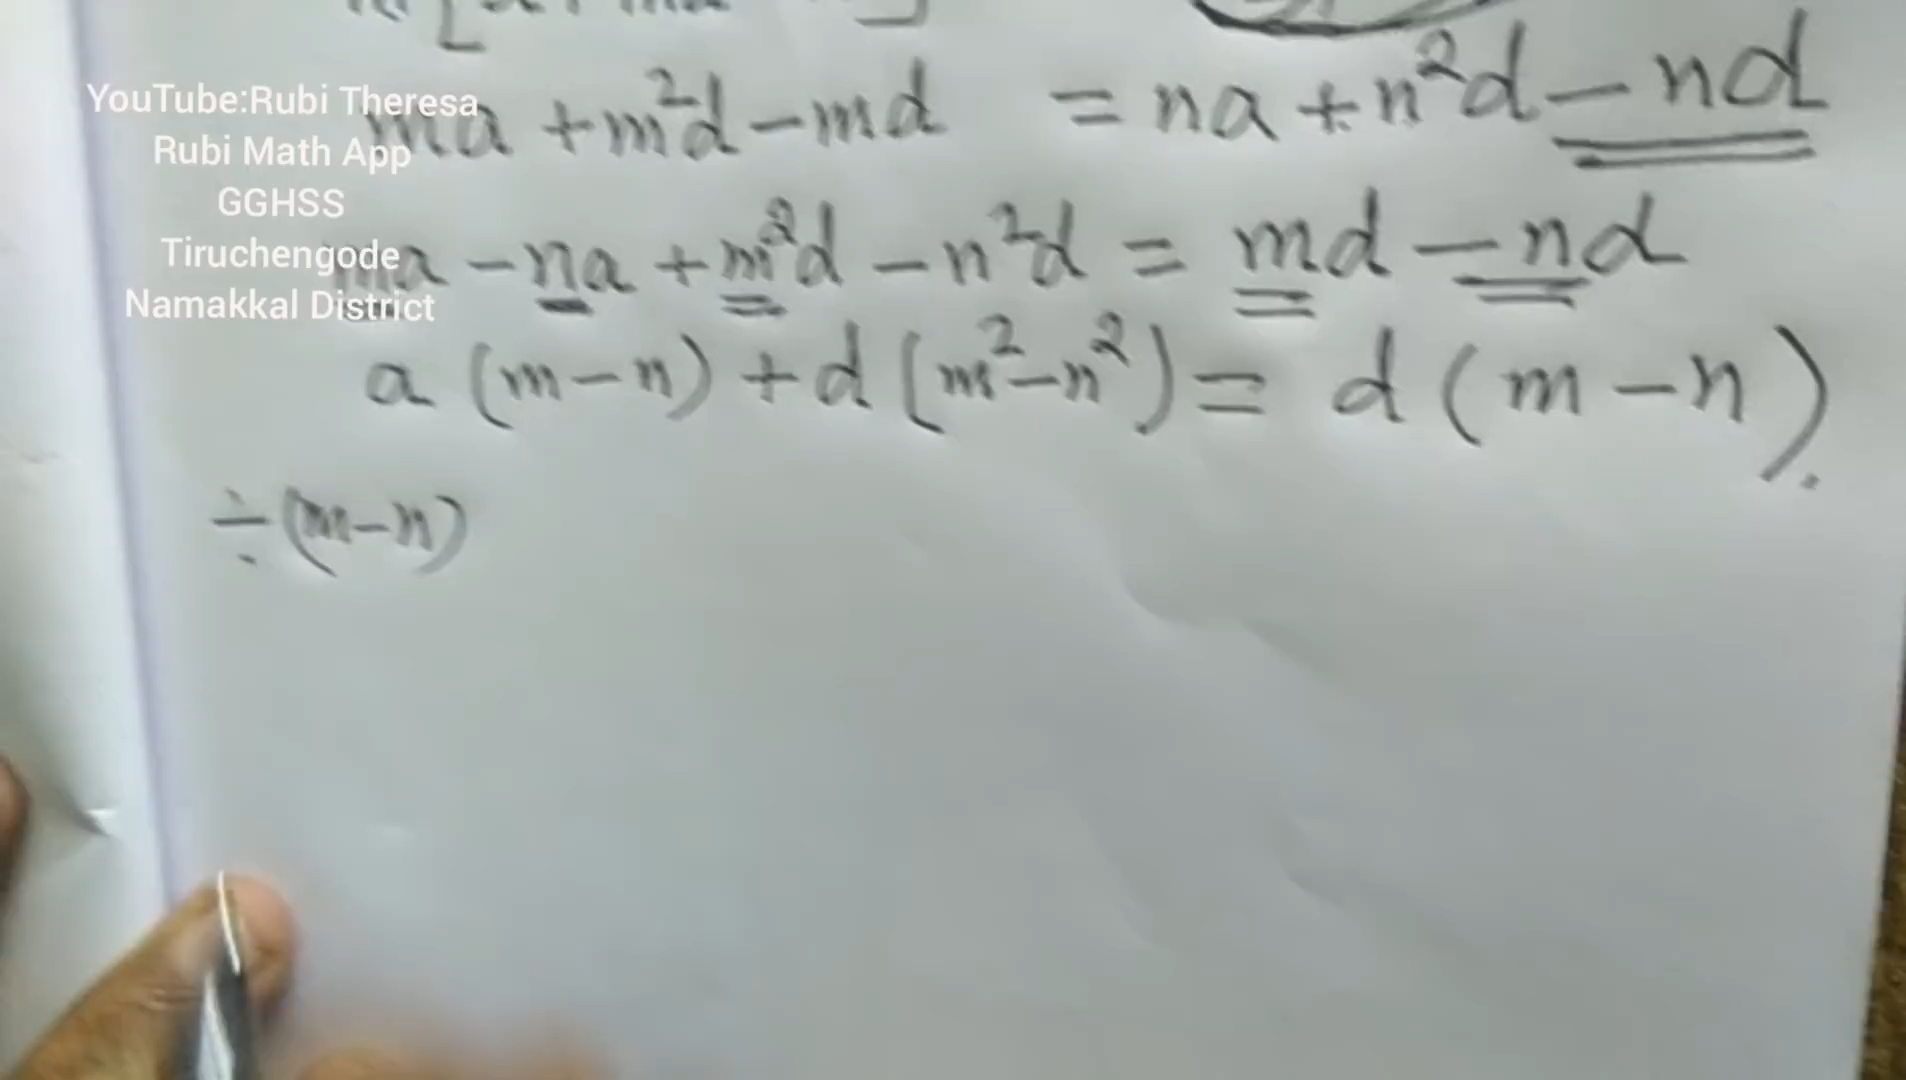 YouTube:Rubi Theresa
Rubi Math App
GGHSS
Tiruchengode
Namakkal District
ma + m²d - md = na + n²d - nd
ma - na + m²d - n²d = md - nd
a (m - n) + d (m² - n²) = d (m - n)
÷ (m - n)